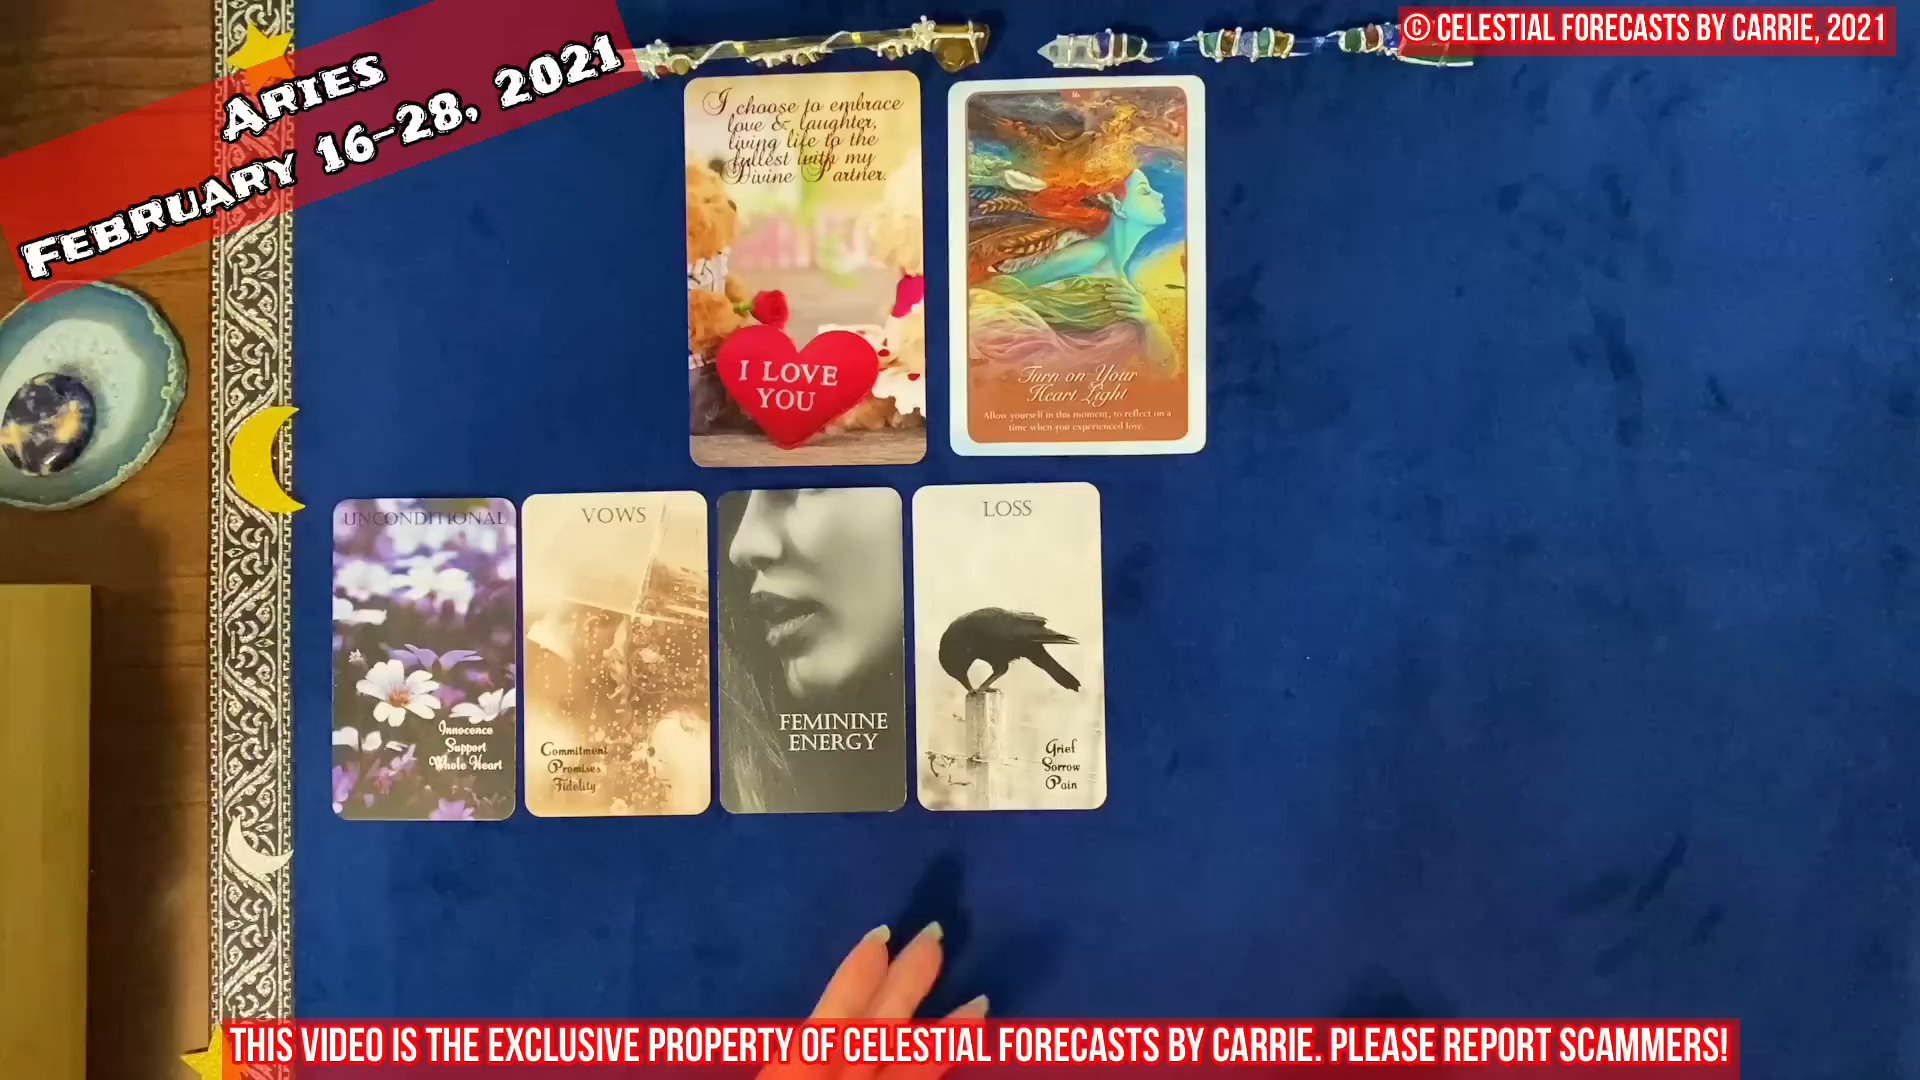 © CELESTIAL FORECASTS BY CARRIE, 2021
ARIES
FEBRUARY 16-28, 2021
I choose to embrace
love & laughter,
living life to the
fullest with my
Divine Partner.
I LOVE
YOU
16
Turn on Your
Heart Light
Allow yourself in this moment, to reflect on a
time when you experienced love.
UNCONDITIONAL
Innocence
Support
Whole Heart
VOWS
Commitment
Promises
Fidelity
FEMININE
ENERGY
LOSS
Grief
Sorrow
Pain
THIS VIDEO IS THE EXCLUSIVE PROPERTY OF CELESTIAL FORECASTS BY CARRIE. PLEASE REPORT SCAMMERS!